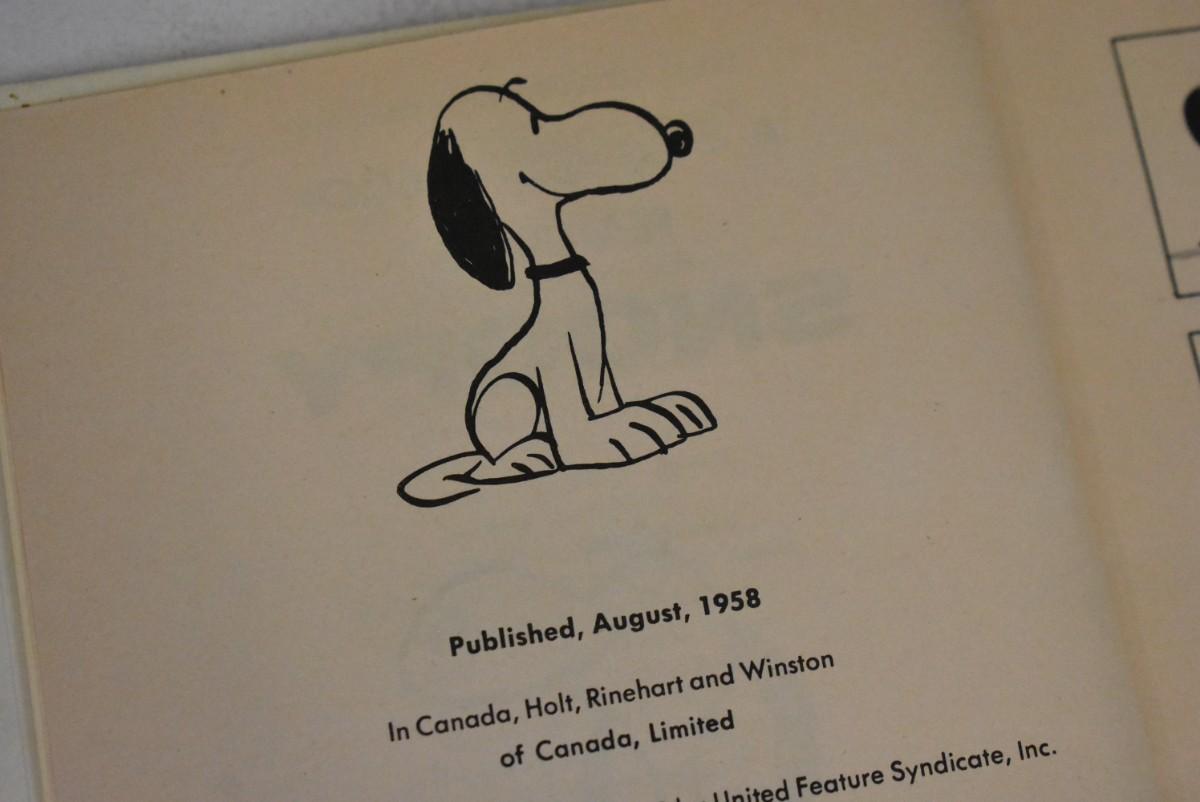 Published, August, 1958
In Canada, Holt, Rinehart and Winston
of Canada, Limited
United Feature Syndicate, Inc.